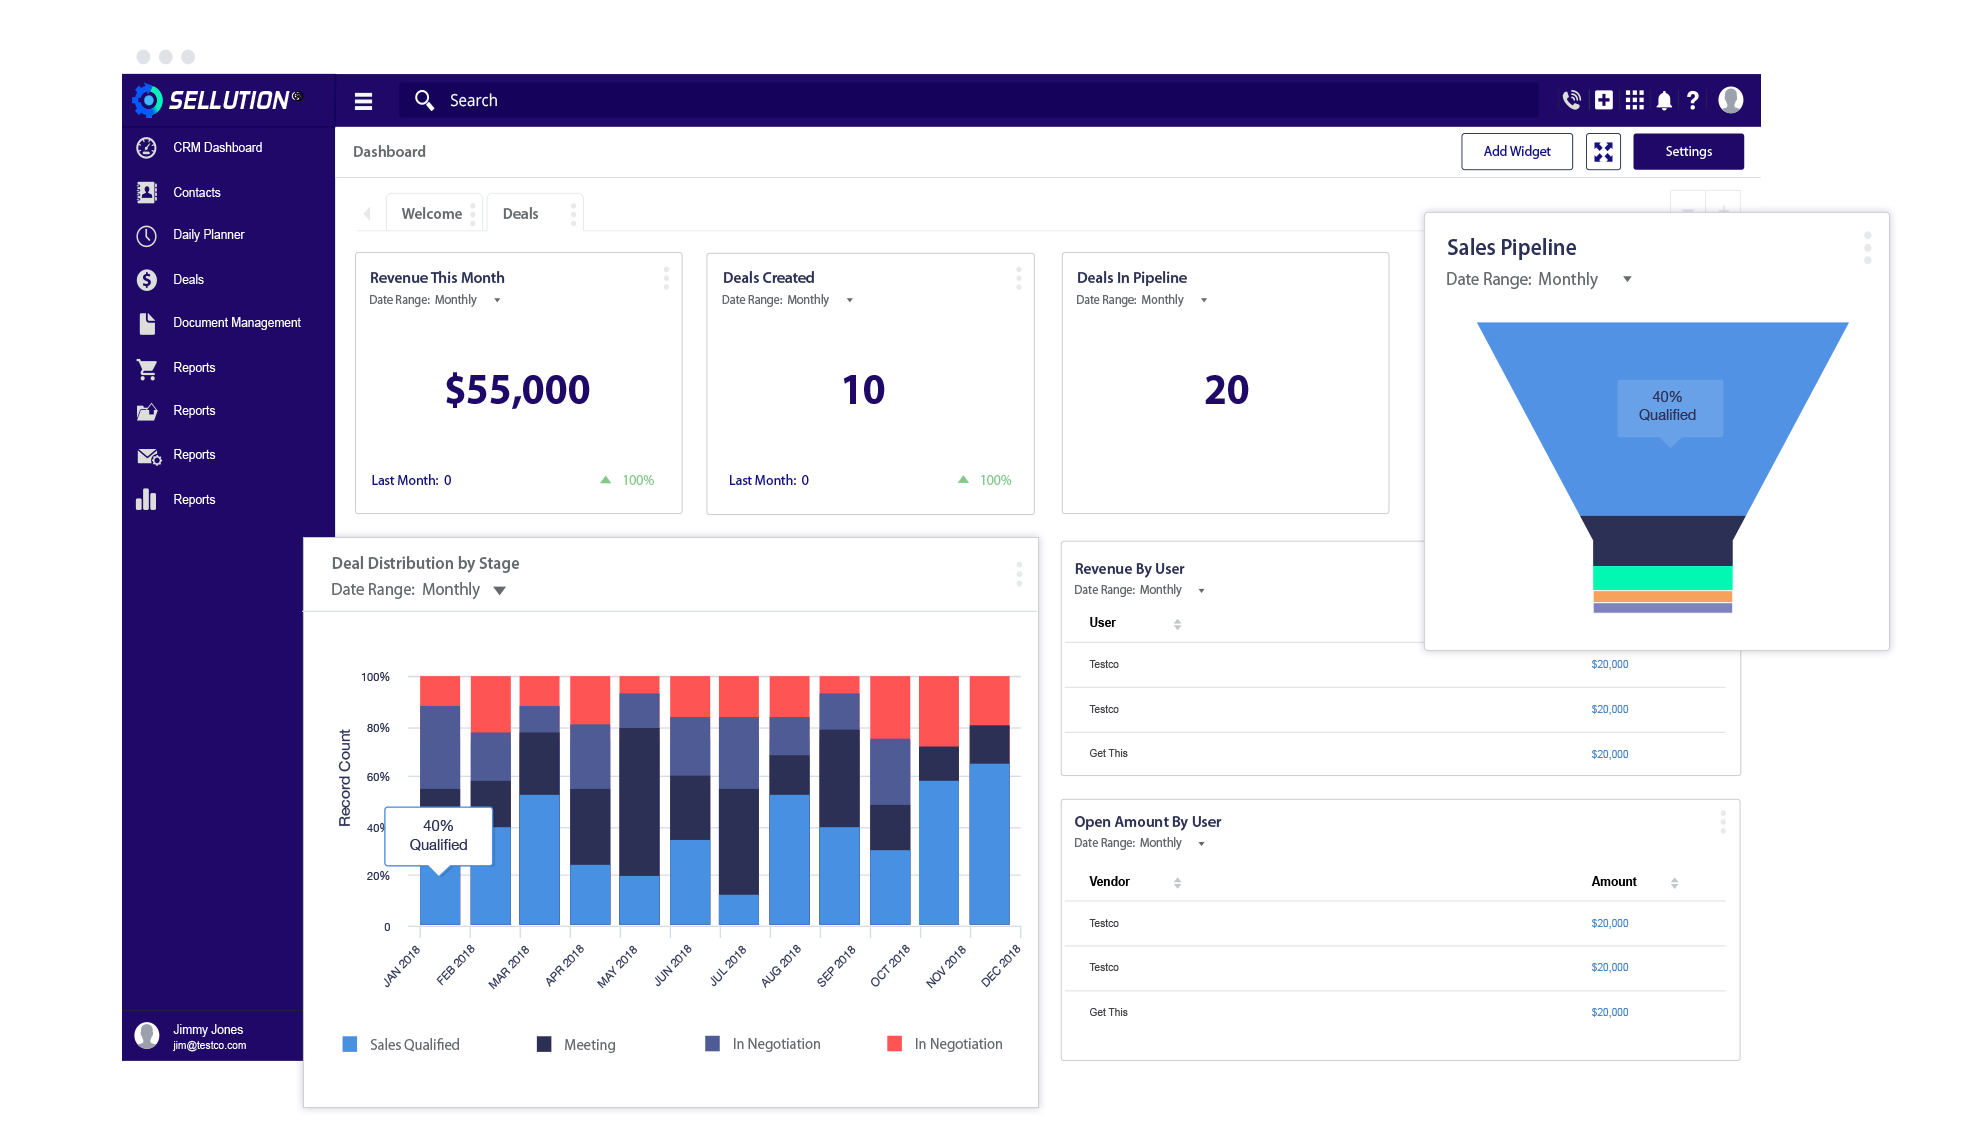 SELLUTION
Search
CRM Dashboard
Contacts
Daily Planner
Deals
Document Management
Reports
Reports
Reports
Reports
Jimmy Jones
jim@testco.com
Dashboard
Add Widget
Settings
Welcome
Deals
Revenue This Month
Date Range: Monthly
$55,000
Last Month: 0
100%
Deals Created
Date Range: Monthly
10
Last Month: 0
100%
Deals In Pipeline
Date Range: Monthly
20
Sales Pipeline
Date Range: Monthly
40%
Qualified
Deal Distribution by Stage
Date Range: Monthly
Record Count
100%
80%
60%
40%
20%
0
40%
Qualified
JAN 2018
FEB 2018
MAR 2018
APR 2018
MAY 2018
JUN 2018
JUL 2018
AUG 2018
SEP 2018
OCT 2018
NOV 2018
DEC 2018
Sales Qualified
Meeting
In Negotiation
In Negotiation
Revenue By User
Date Range: Monthly
User
Testco
$20,000
Testco
$20,000
Get This
$20,000
Open Amount By User
Date Range: Monthly
Vendor
Amount
Testco
$20,000
Testco
$20,000
Get This
$20,000